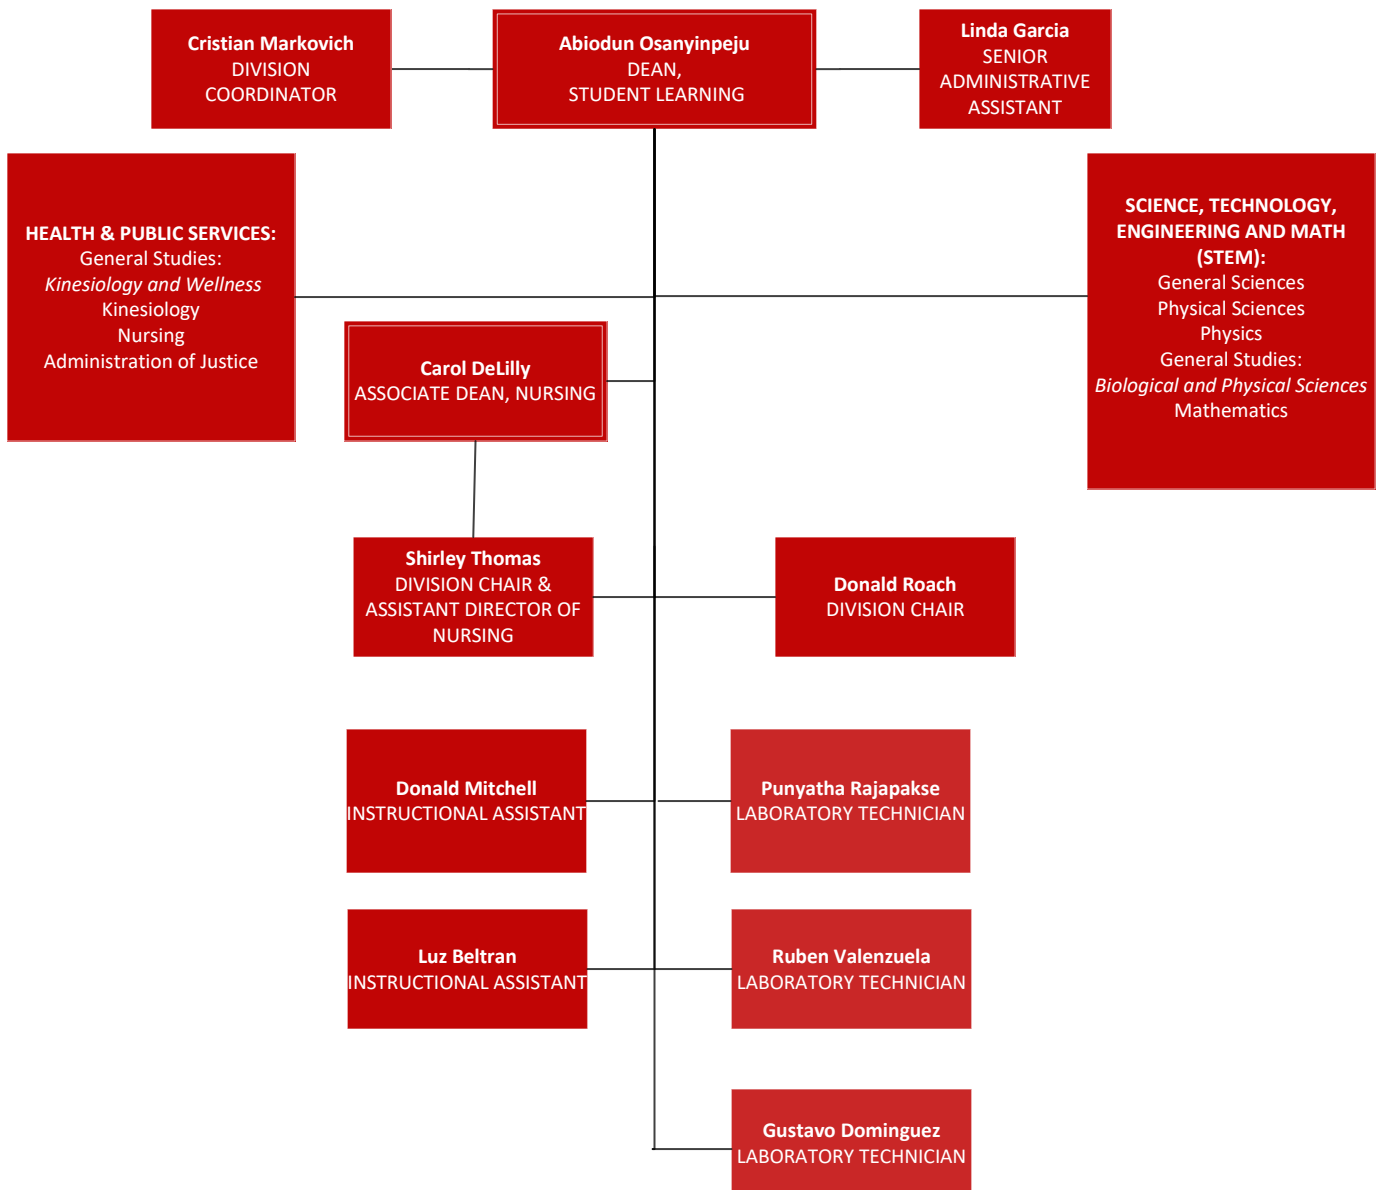 Cristian Markovich
DIVISION
COORDINATOR
Abiodun Osanyinpeju
DEAN,
STUDENT LEARNING
Linda Garcia
SENIOR
ADMINISTRATIVE
ASSISTANT
HEALTH & PUBLIC SERVICES:
General Studies:
Kinesiology and Wellness
Kinesiology
Nursing
Administration of Justice
SCIENCE, TECHNOLOGY,
ENGINEERING AND MATH
(STEM):
General Sciences
Physical Sciences
Physics
General Studies:
Biological and Physical Sciences
Mathematics
Carol DeLilly
ASSOCIATE DEAN, NURSING
Shirley Thomas
DIVISION CHAIR &
ASSISTANT DIRECTOR OF
NURSING
Donald Roach
DIVISION CHAIR
Donald Mitchell
INSTRUCTIONAL ASSISTANT
Punyatha Rajapakse
LABORATORY TECHNICIAN
Luz Beltran
INSTRUCTIONAL ASSISTANT
Ruben Valenzuela
LABORATORY TECHNICIAN
Gustavo Dominguez
LABORATORY TECHNICIAN